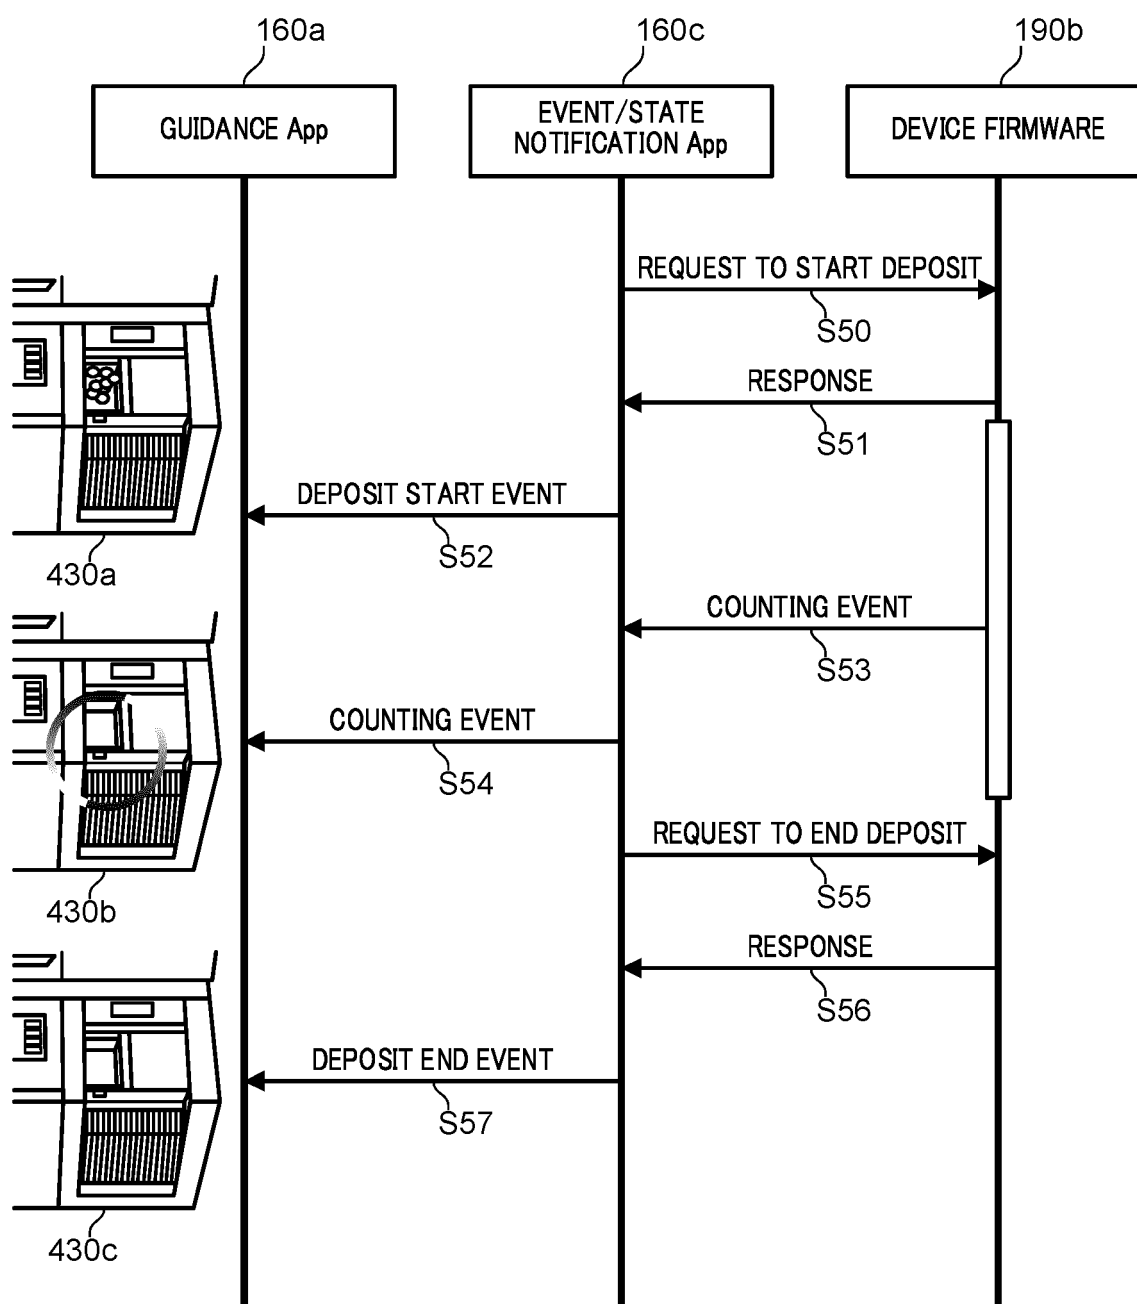 160a
160c
190b
GUIDANCE App
EVENT/STATE
NOTIFICATION App
DEVICE FIRMWARE
REQUEST TO START DEPOSIT
S50
RESPONSE
S51
DEPOSIT START EVENT
S52
430a
COUNTING EVENT
S53
COUNTING EVENT
S54
REQUEST TO END DEPOSIT
S55
430b
RESPONSE
S56
DEPOSIT END EVENT
S57
430c